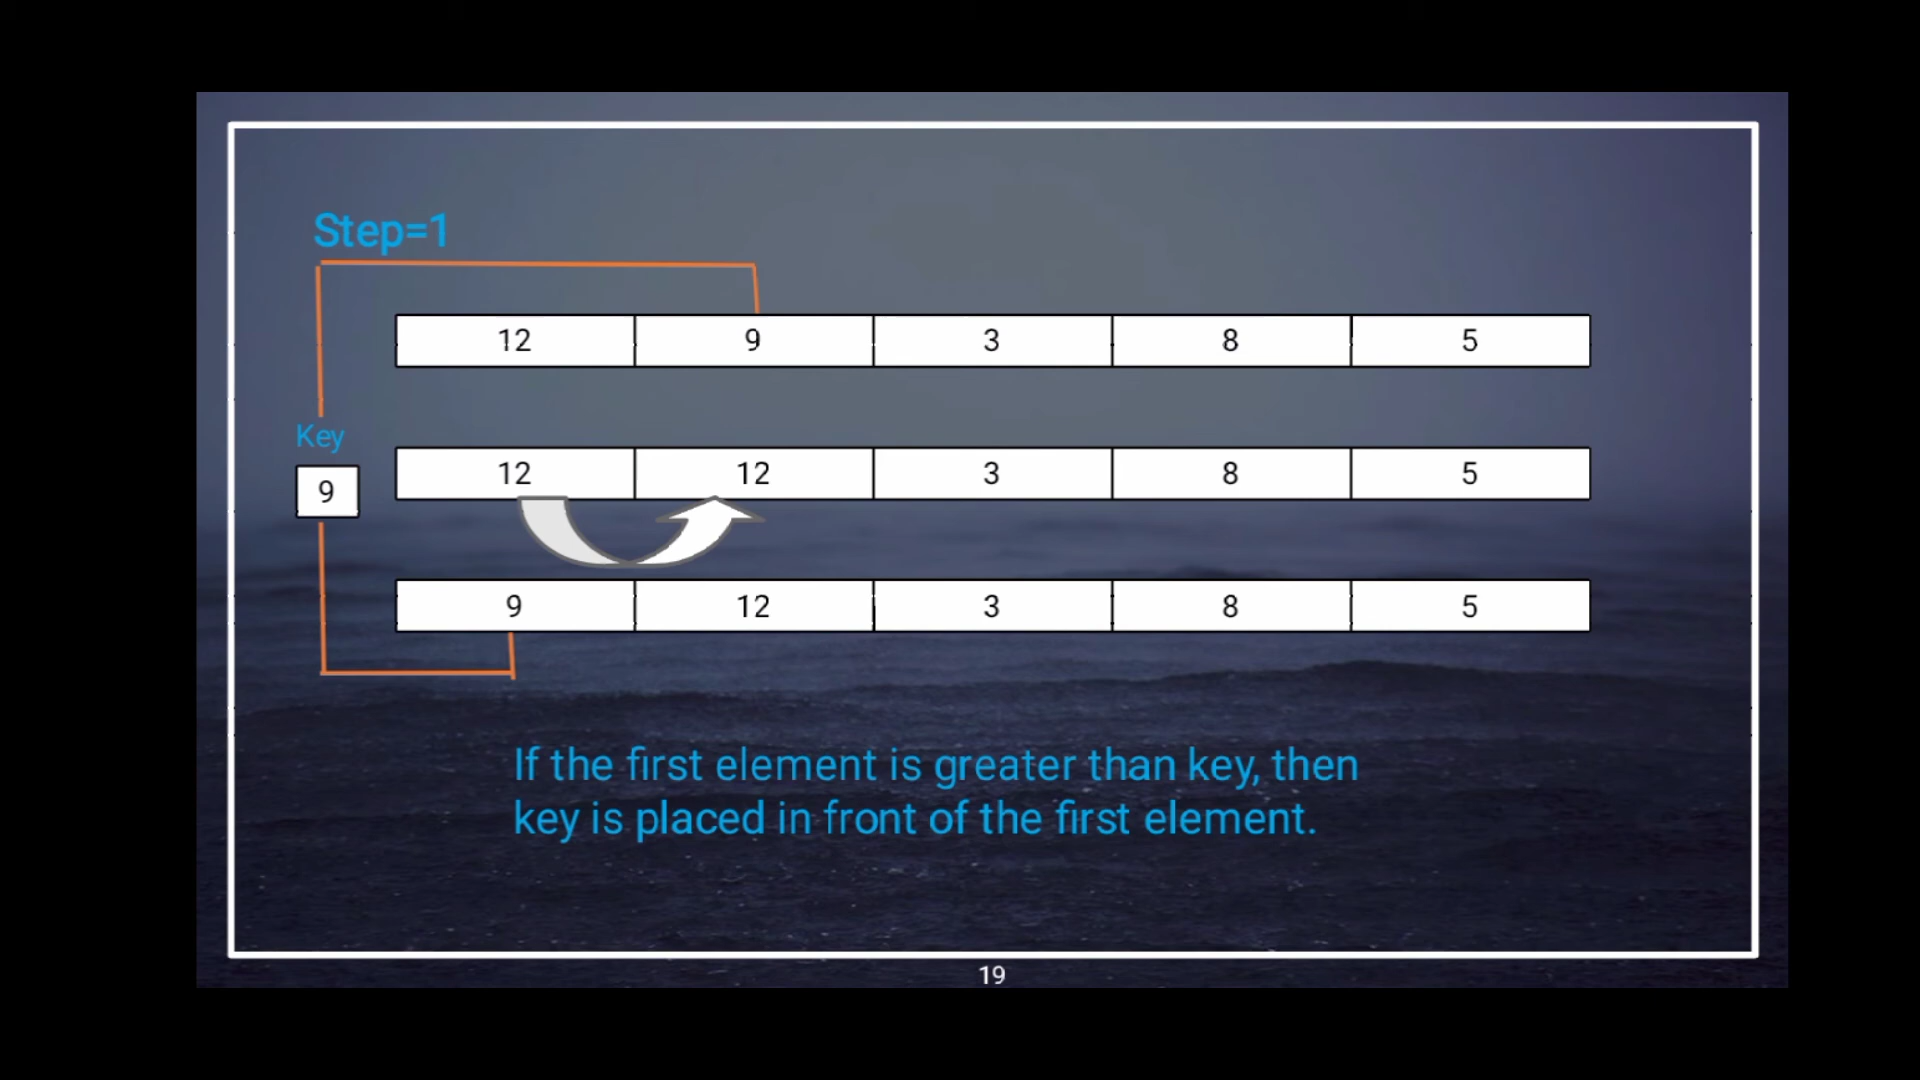 Step=1
12 9 3 8 5
Key
9
12 12 3 8 5
9 12 3 8 5
If the first element is greater than key, then
key is placed in front of the first element.
19